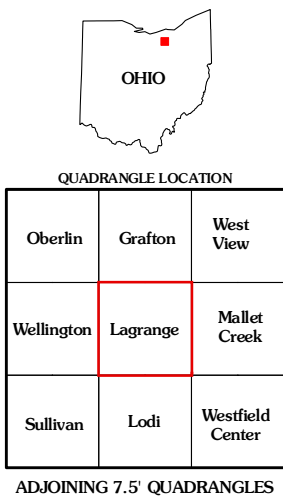 OHIO
QUADRANGLE LOCATION
Oberlin
Grafton
West
View
Wellington
Lagrange
Mallet
Creek
Sullivan
Lodi
Westfield
Center
ADJOINING 7.5' QUADRANGLES